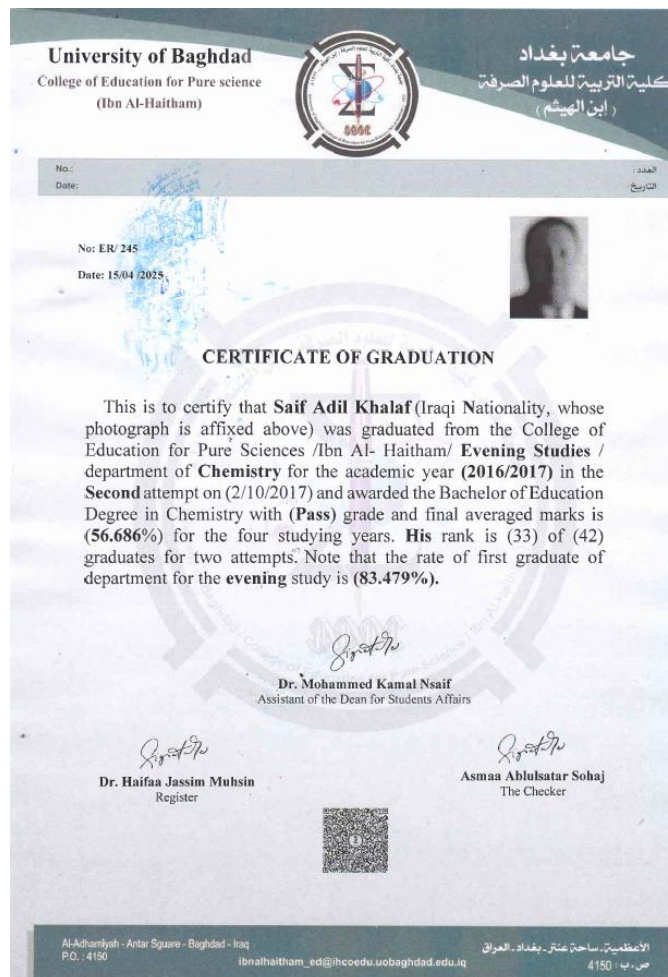 University of Baghdad
College of Education for Pure science
(Ibn Al-Haitham)
جامعة بغداد
كلية التربية للعلوم الصرفة
(ابن الهيثم)
No.:
Date:
العدد:
التاريخ:
No: ER/ 245
Date: 15/04 /2025
CERTIFICATE OF GRADUATION
This is to certify that Saif Adil Khalaf (Iraqi Nationality, whose
photograph is affixed above) was graduated from the College of
Education for Pure Sciences /Ibn Al- Haitham/ Evening Studies /
department of Chemistry for the academic year (2016/2017) in the
Second attempt on (2/10/2017) and awarded the Bachelor of Education
Degree in Chemistry with (Pass) grade and final averaged marks is
(56.686%) for the four studying years. His rank is (33) of (42)
graduates for two attempts. Note that the rate of first graduate of
department for the evening study is (83.479%).
Dr. Mohammed Kamal Nsaif
Assistant of the Dean for Students Affairs
Dr. Haifaa Jassim Muhsin
Register
Asmaa Ablulsatar Sohaj
The Checker
Al-Adhamiyah - Antar Sguare - Baghdad - Iraq
P.O. : 4150
ibnalhaitham_ed@ihcoedu.uobaghdad.edu.iq
الأعظمية - ساحة عنتر - بغداد - العراق
ص . ب : 4150